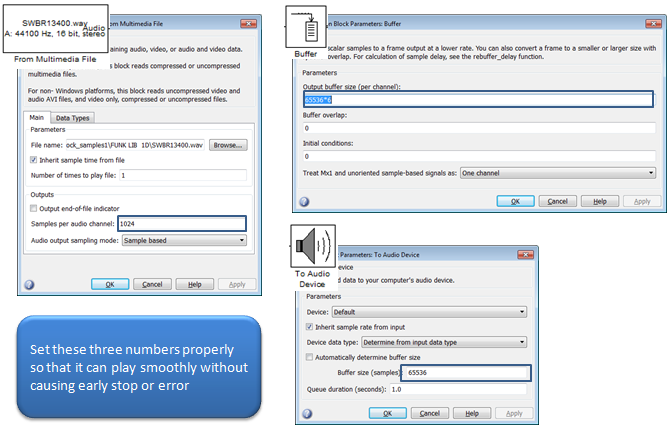 SWBR13400.wav
Audio
A: 44100 Hz, 16 bit, stereo
From Multimedia File
From Multimedia File
aining audio, video, or audio and video data.
s block reads compressed or uncompressed
multimedia files.
For non- Windows platforms, this block reads uncompressed video and
audio AVI files, and video only, compressed or uncompressed files.
Main
Data Types
Parameters
File name: ock_samples1\FUNK LIB 1D\SWBR13400.wav
Browse...
Inherit sample time from file
Number of times to play file: 1
Outputs
Output end-of-file indicator
Samples per audio channel: 1024
Audio output sampling mode: Sample based
OK
Cancel
Help
Apply
Set these three numbers properly
so that it can play smoothly without
causing early stop or error
Buffer
n Block Parameters: Buffer
scalar samples to a frame output at a lower rate. You can also convert a frame to a smaller or larger size with
overlap. For calculation of sample delay, see the rebuffer_delay function.
Parameters
Output buffer size (per channel):
65536*6
Buffer overlap:
0
Initial conditions:
0
Treat Mx1 and unoriented sample-based signals as: One channel
OK
Cancel
Help
Apply
To Audio
Device
Parameters: To Audio Device
evice
d data to your computer's audio device.
Parameters
Device: Default
Inherit sample rate from input
Device data type: Determine from input data type
Automatically determine buffer size
Buffer size (samples): 65536
Queue duration (seconds): 1.0
OK
Cancel
Help
Apply